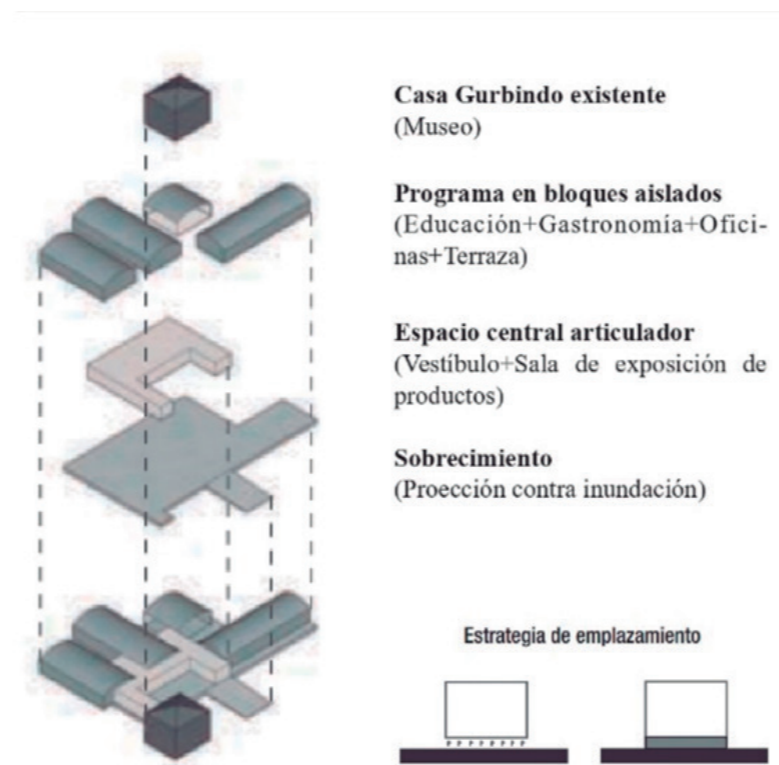 Casa Gurbindo existente
(Museo)
Programa en bloques aislados
(Educación+Gastronomía+Ofici-
nas+Terraza)
Espacio central articulador
(Vestíbulo+Sala de exposición de
productos)
Sobrecimiento
(Proección contra inundación)
Estrategia de emplazamiento